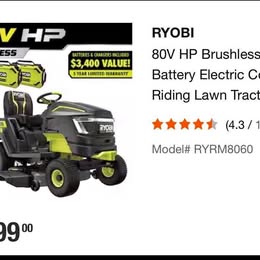 V HP
LESS
BATTERIES & CHARGERS INCLUDED
$3,400 VALUE!
5 YEAR LIMITED WARRANTY
RYOBI
RYOBI
80V HP Brushless
Battery Electric C
Riding Lawn Tract
(4.3 / 1
Model# RYRM8060
99 00